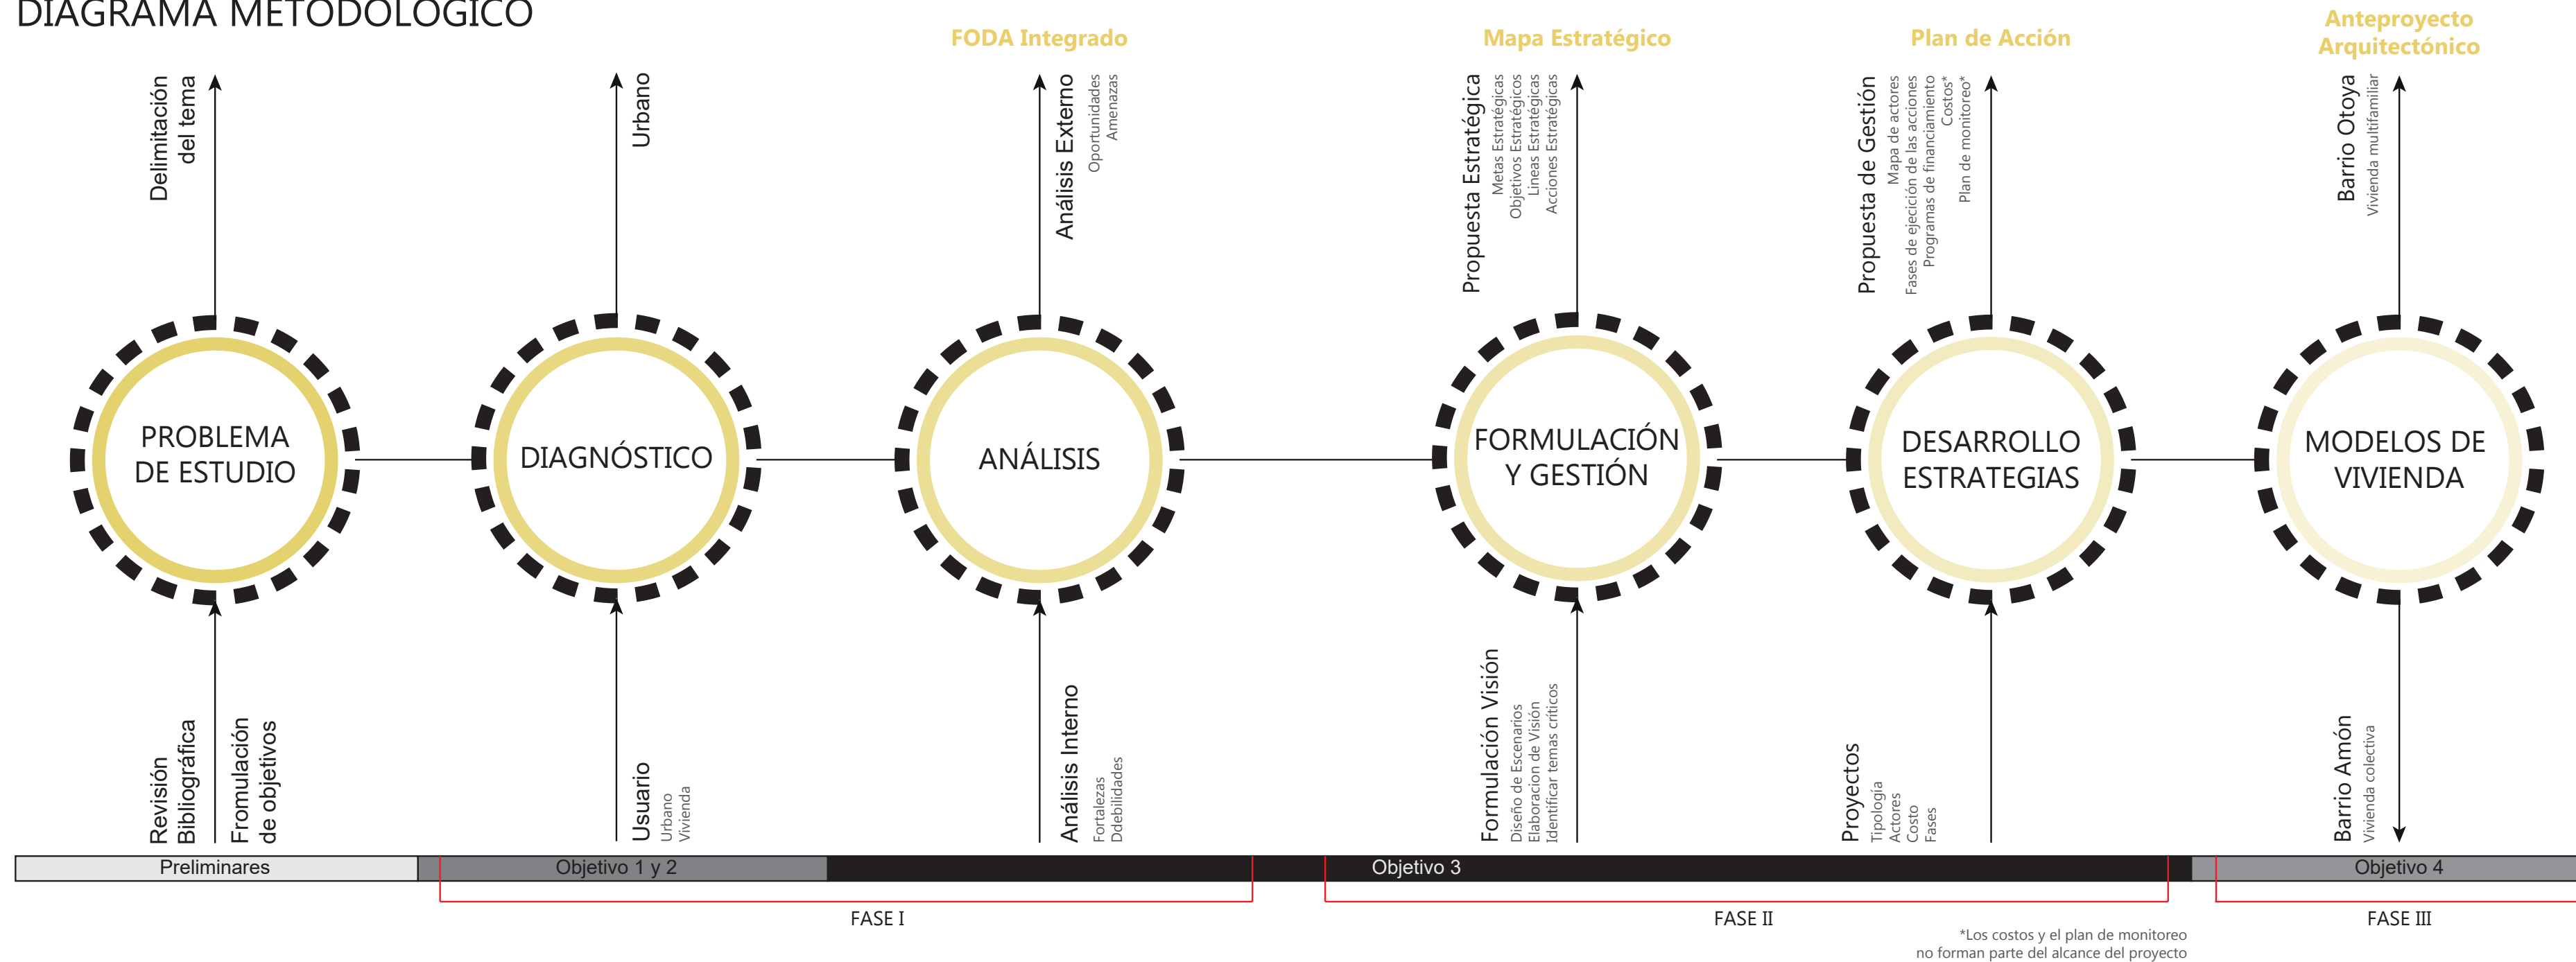 DIAGRAMA METODOLÓGICO
Delimitación
del tema
PROBLEMA
DE ESTUDIO
Revisión
Bibliográfica
Fromulación
de objetivos
Urbano
DIAGNÓSTICO
Usuario
Urbano
Vivienda
FODA Integrado
Análisis Externo
Oportunidades
Amenazas
ANÁLISIS
Análisis Interno
Fortalezas
Ddebilidades
Mapa Estratégico
Propuesta Estratégica
Metas Estratégicas
Objetivos Estratégicos
Lineas Estratégicas
Acciones Estratégicas
FORMULACIÓN
Y GESTIÓN
Formulación Visión
Diseño de Escenarios
Elaboracion de Visión
Identificar temas críticos
Plan de Acción
Propuesta de Gestión
Mapa de actores
Fases de ejecición de las acciones
Programas de financiamiento
Costos*
Plan de monitoreo*
DESARROLLO
ESTRATEGIAS
Proyectos
Tipología
Actores
Costo
Fases
Anteproyecto
Arquitectónico
Barrio Otoya
Vivienda multifamiliar
MODELOS DE
VIVIENDA
Barrio Amón
Vivienda colectiva
Preliminares
Objetivo 1 y 2
Objetivo 3
Objetivo 4
FASE I
FASE II
FASE III
*Los costos y el plan de monitoreo
no forman parte del alcance del proyecto